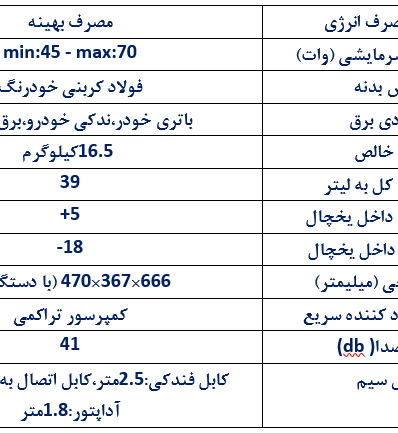 صرف انرژی مصرف بهینه
سرمایشی (وات) min:45 - max:70
س بدنه فولاد کربنی خودرنگ
دی برق باتری خودر،ندکی خودرو،برق
خالص 16.5کیلوگرم
کل به لیتر 39
داخل یخچال +5
داخل یخچال -18
جی (میلیمتر) 666×367×470 (با دستگ
د کننده سریع کمپرسور تراکمی
صدا( db) 41
ل سیم کابل فندکی:2.5متر،کابل اتصال به
آداپتور:1.8متر